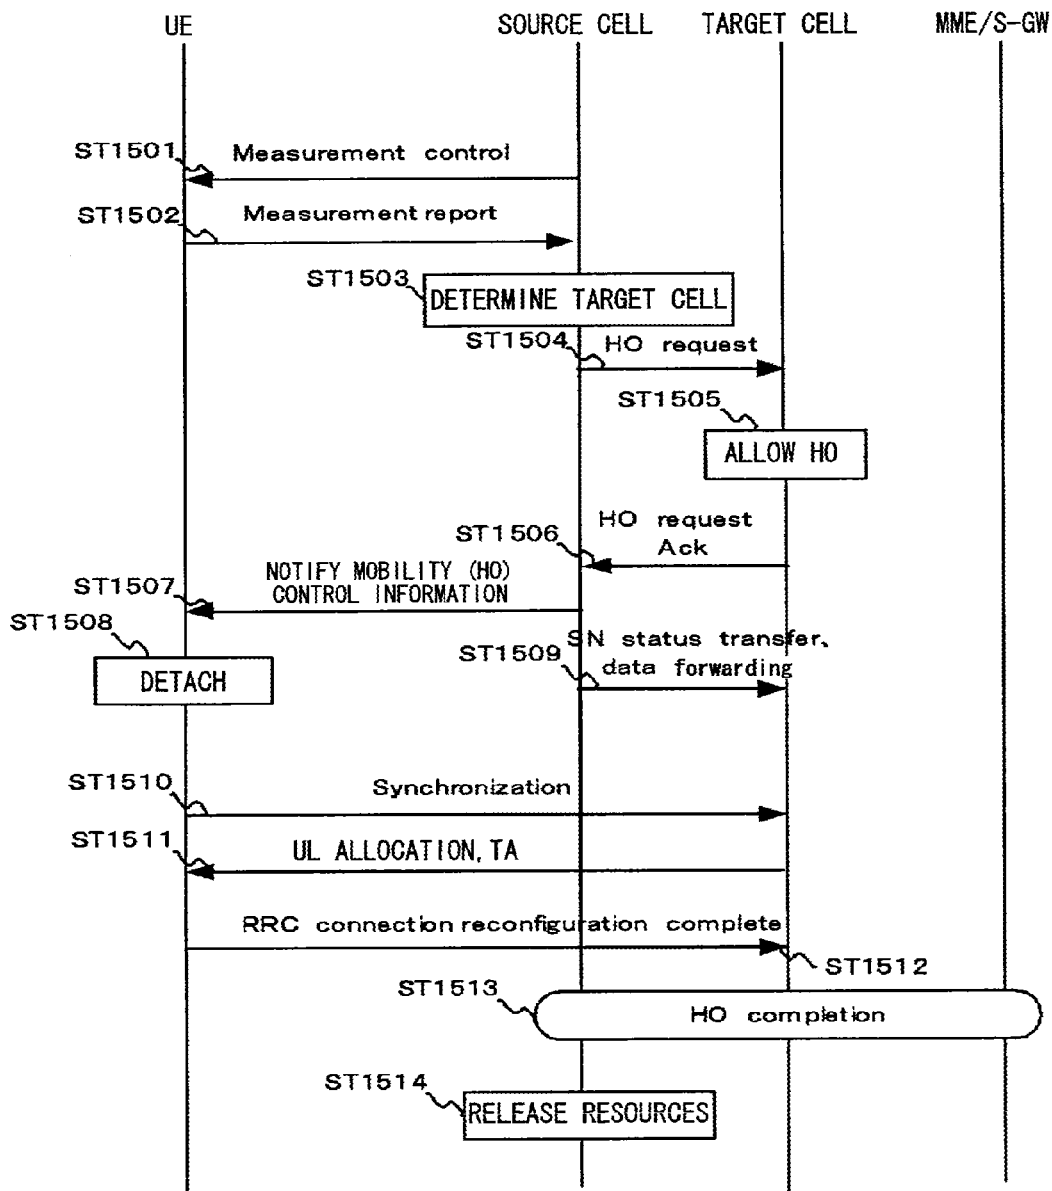 UE
SOURCE CELL
TARGET CELL
MME/S-GW
ST1501
Measurement control
ST1502
Measurement report
ST1503
DETERMINE TARGET CELL
ST1504
HO request
ST1505
ALLOW HO
ST1506
HO request
Ack
ST1507
NOTIFY MOBILITY (HO)
CONTROL INFORMATION
ST1508
DETACH
ST1509
SN status transfer、
data forwarding
ST1510
Synchronization
ST1511
UL ALLOCATION, TA
RRC connection reconfiguration complete
ST1512
ST1513
HO completion
ST1514
RELEASE RESOURCES